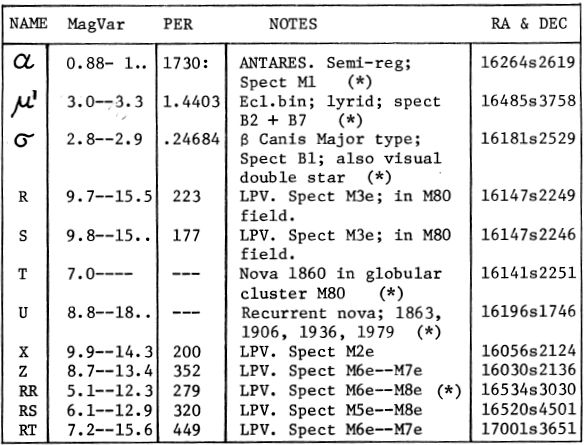 NAME MagVar PER NOTES RA & DEC
α 0.88- 1.. 1730: ANTARES. Semi-reg; 16264s2619
Spect M1 (*)
μ¹ 3.0--3.3 1.4403 Ecl.bin; lyrid; spect 16485s3758
B2 + B7 (*)
σ 2.8--2.9 .24684 β Canis Major type; 16181s2529
Spect B1; also visual
double star (*)
R 9.7--15.5 223 LPV. Spect M3e; in M80 16147s2249
field.
S 9.8--15.. 177 LPV. Spect M3e; in M80 16147s2246
field.
T 7.0---- --- Nova 1860 in globular 16141s2251
cluster M80 (*)
U 8.8--18.. --- Recurrent nova; 1863, 16196s1746
1906, 1936, 1979 (*)
X 9.9--14.3 200 LPV. Spect M2e 16056s2124
Z 8.7--13.4 352 LPV. Spect M6e--M7e 16030s2136
RR 5.1--12.3 279 LPV. Spect M6e--M8e (*) 16534s3030
RS 6.1--12.9 320 LPV. Spect M5e--M8e 16520s4501
RT 7.2--15.6 449 LPV. Spect M6e--M7e 17001s3651